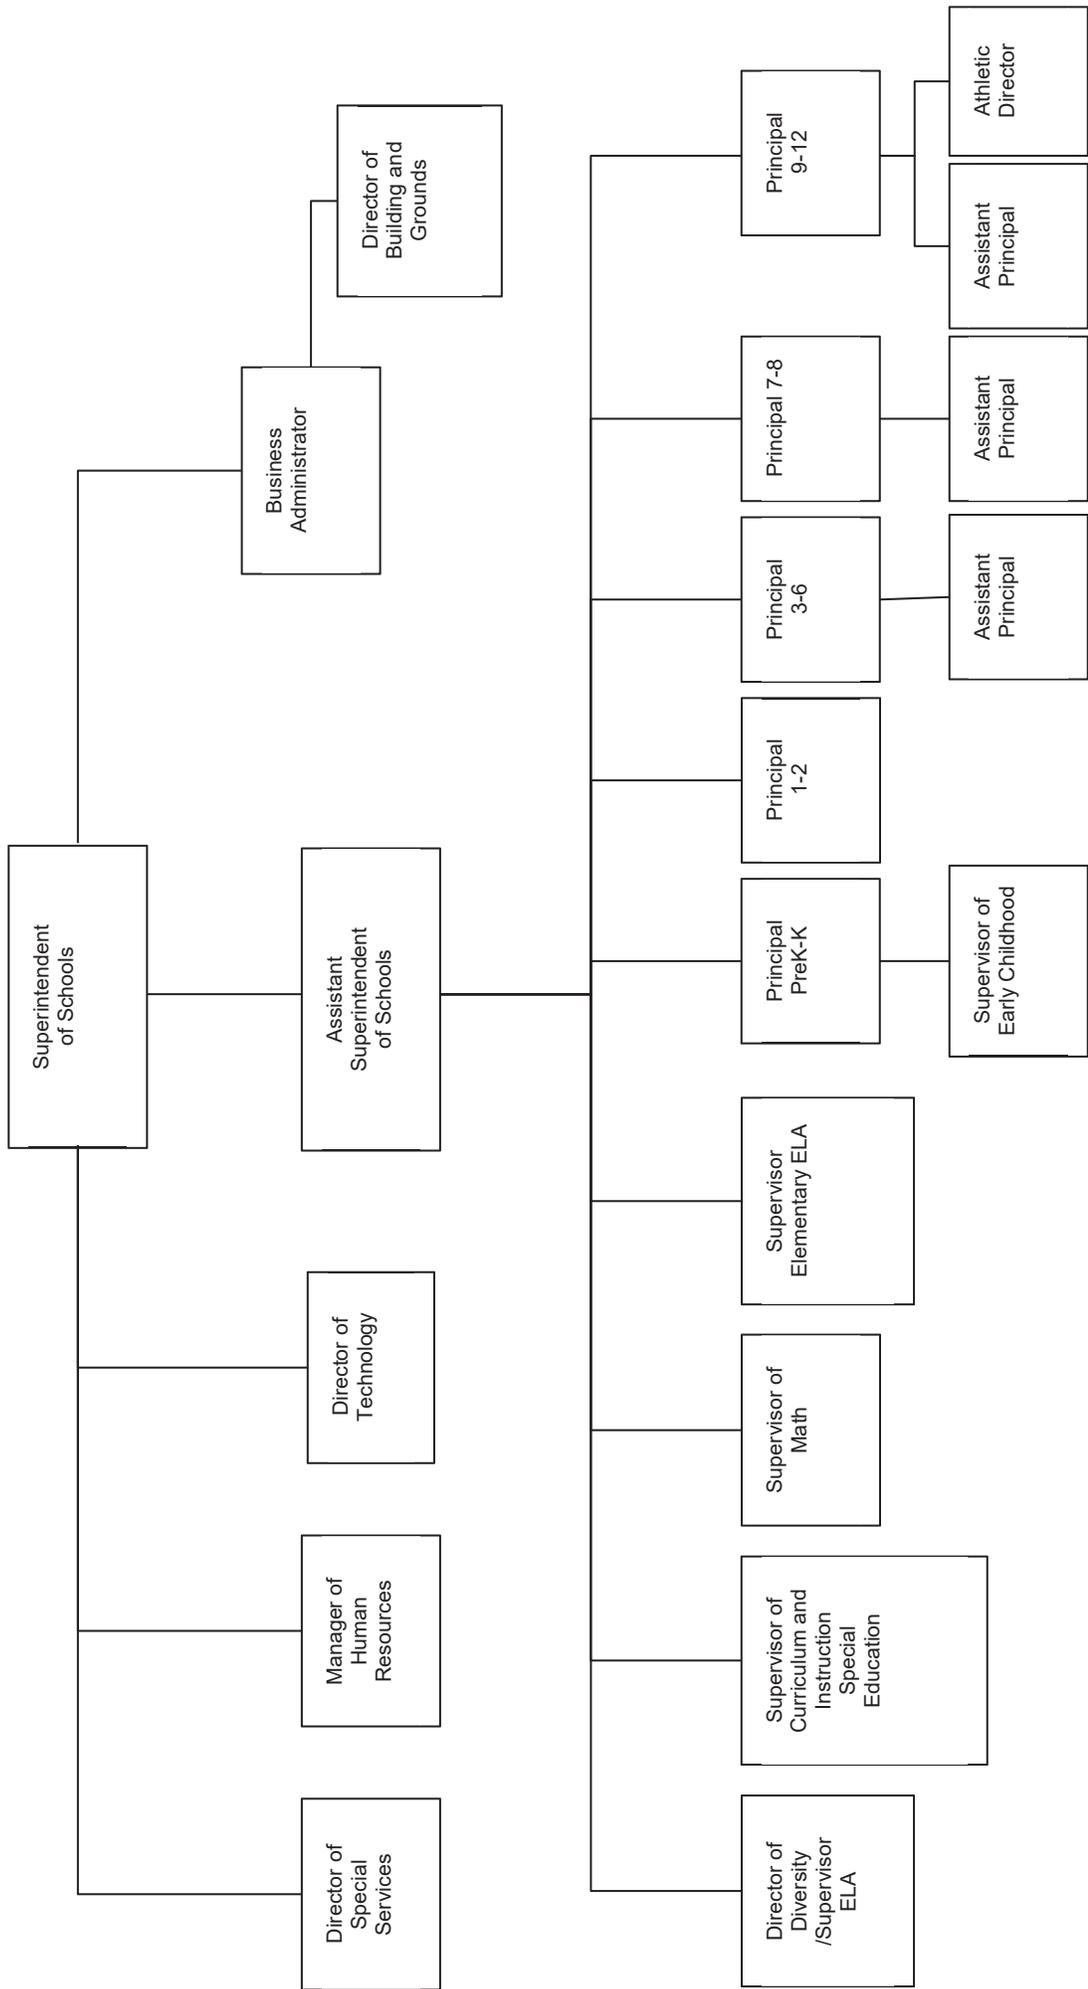 Superintendent
of Schools
Director of
Special
Services
Manager of
Human
Resources
Director of
Technology
Assistant
Superintendent
of Schools
Business
Administrator
Director of
Building and
Grounds
Director of
Diversity
/Supervisor
ELA
Supervisor of
Curriculum and
Instruction
Special
Education
Supervisor of
Math
Supervisor
Elementary ELA
Principal
PreK-K
Principal
1-2
Principal
3-6
Principal 7-8
Principal
9-12
Supervisor of
Early Childhood
Assistant
Principal
Assistant
Principal
Assistant
Principal
Athletic
Director